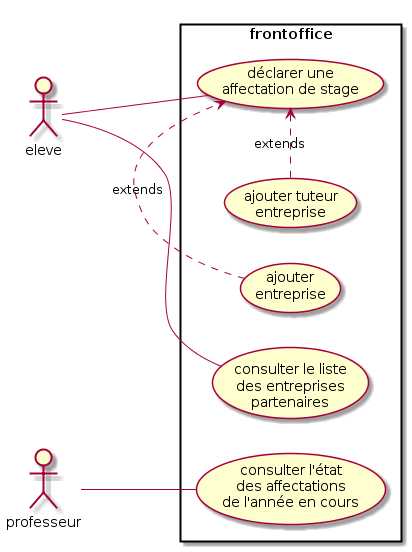 frontoffice
déclarer une
affectation de stage
eleve
extends
extends
ajouter tuteur
entreprise
ajouter
entreprise
consulter le liste
des entreprises
partenaires
consulter l'état
des affectations
de l'année en cours
professeur